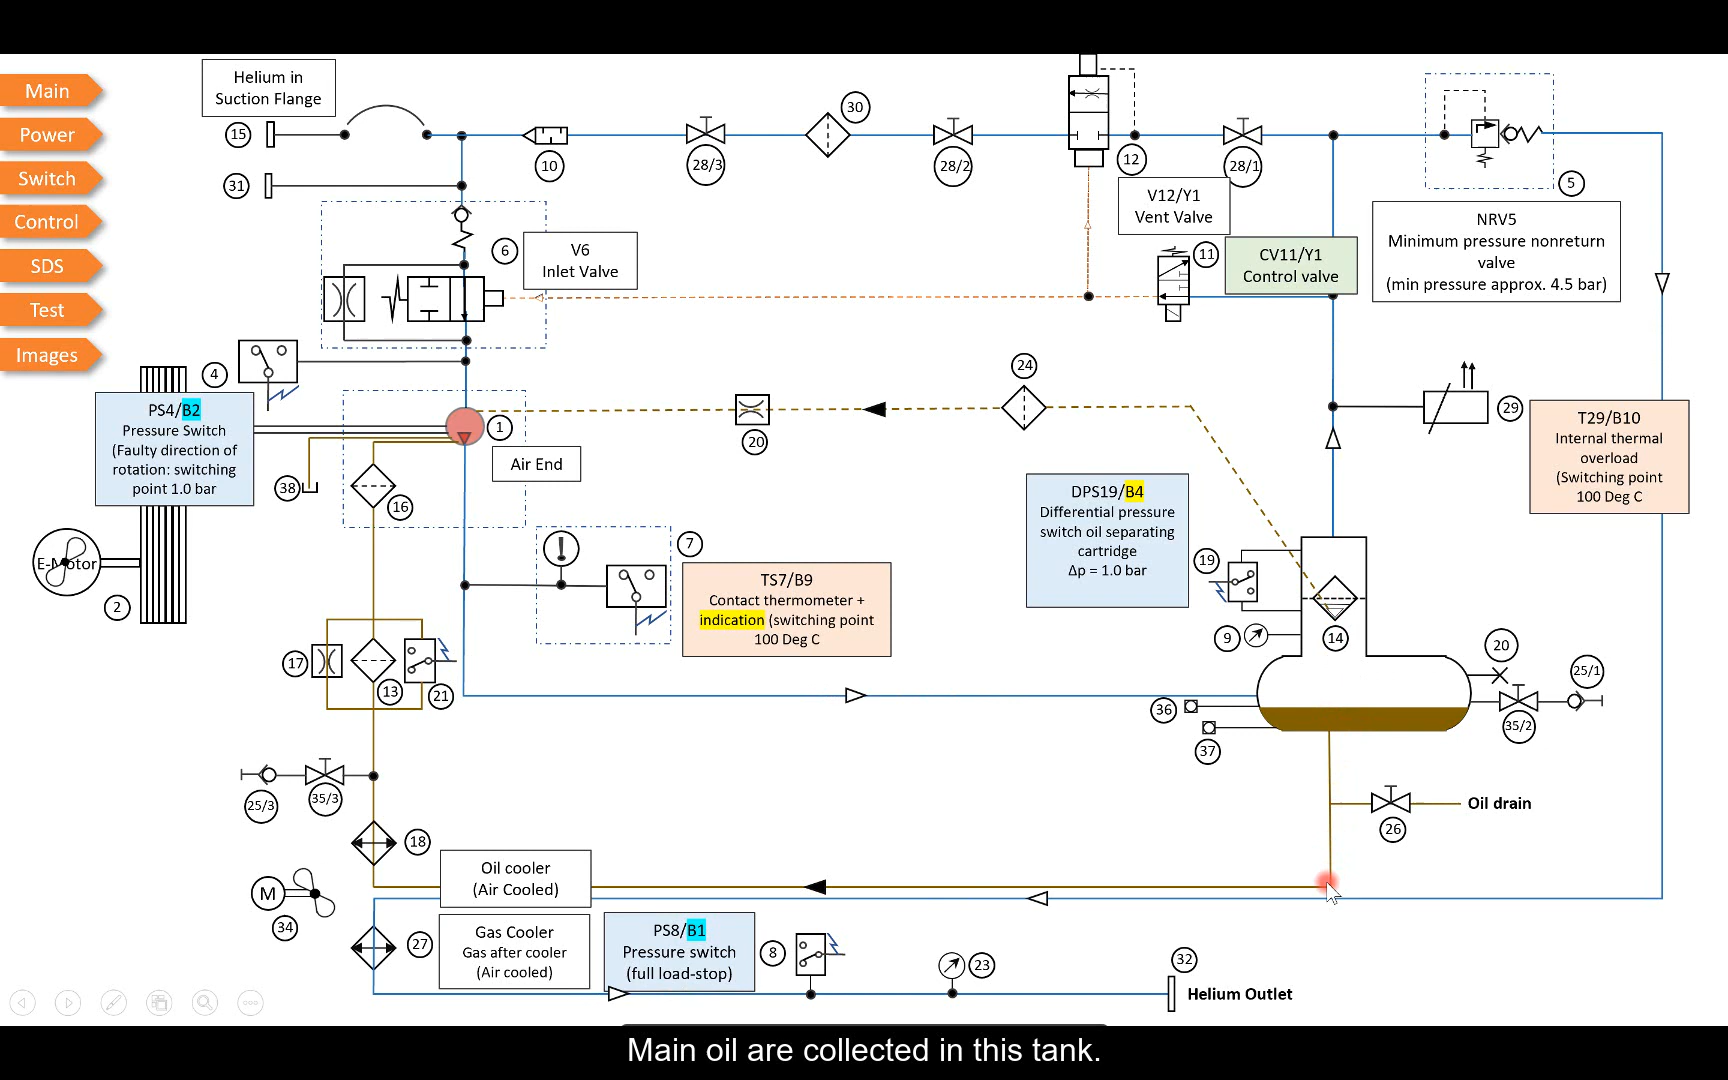 Main
Power
Switch
Control
SDS
Test
Images
Helium in
Suction Flange
15
31
10
28/3
30
28/2
12
28/1
5
V12/Y1
Vent Valve
NRV5
Minimum pressure nonreturn
valve
(min pressure approx. 4.5 bar)
6
V6
Inlet Valve
11
CV11/Y1
Control valve
4
PS4/B2
Pressure Switch
(Faulty direction of
rotation: switching
point 1.0 bar
1
Air End
20
24
29
T29/B10
Internal thermal
overload
(Switching point
100 Deg C
38
16
E-Motor
2
7
TS7/B9
Contact thermometer +
indication (switching point
100 Deg C
DPS19/B4
Differential pressure
switch oil separating
cartridge
Δp = 1.0 bar
19
9
14
20
25/1
35/2
36
37
17
13
21
25/3
35/3
18
26
Oil drain
Oil cooler
(Air Cooled)
M
34
27
Gas Cooler
Gas after cooler
(Air cooled)
PS8/B1
Pressure switch
(full load-stop)
8
23
32
Helium Outlet
Main oil are collected in this tank.